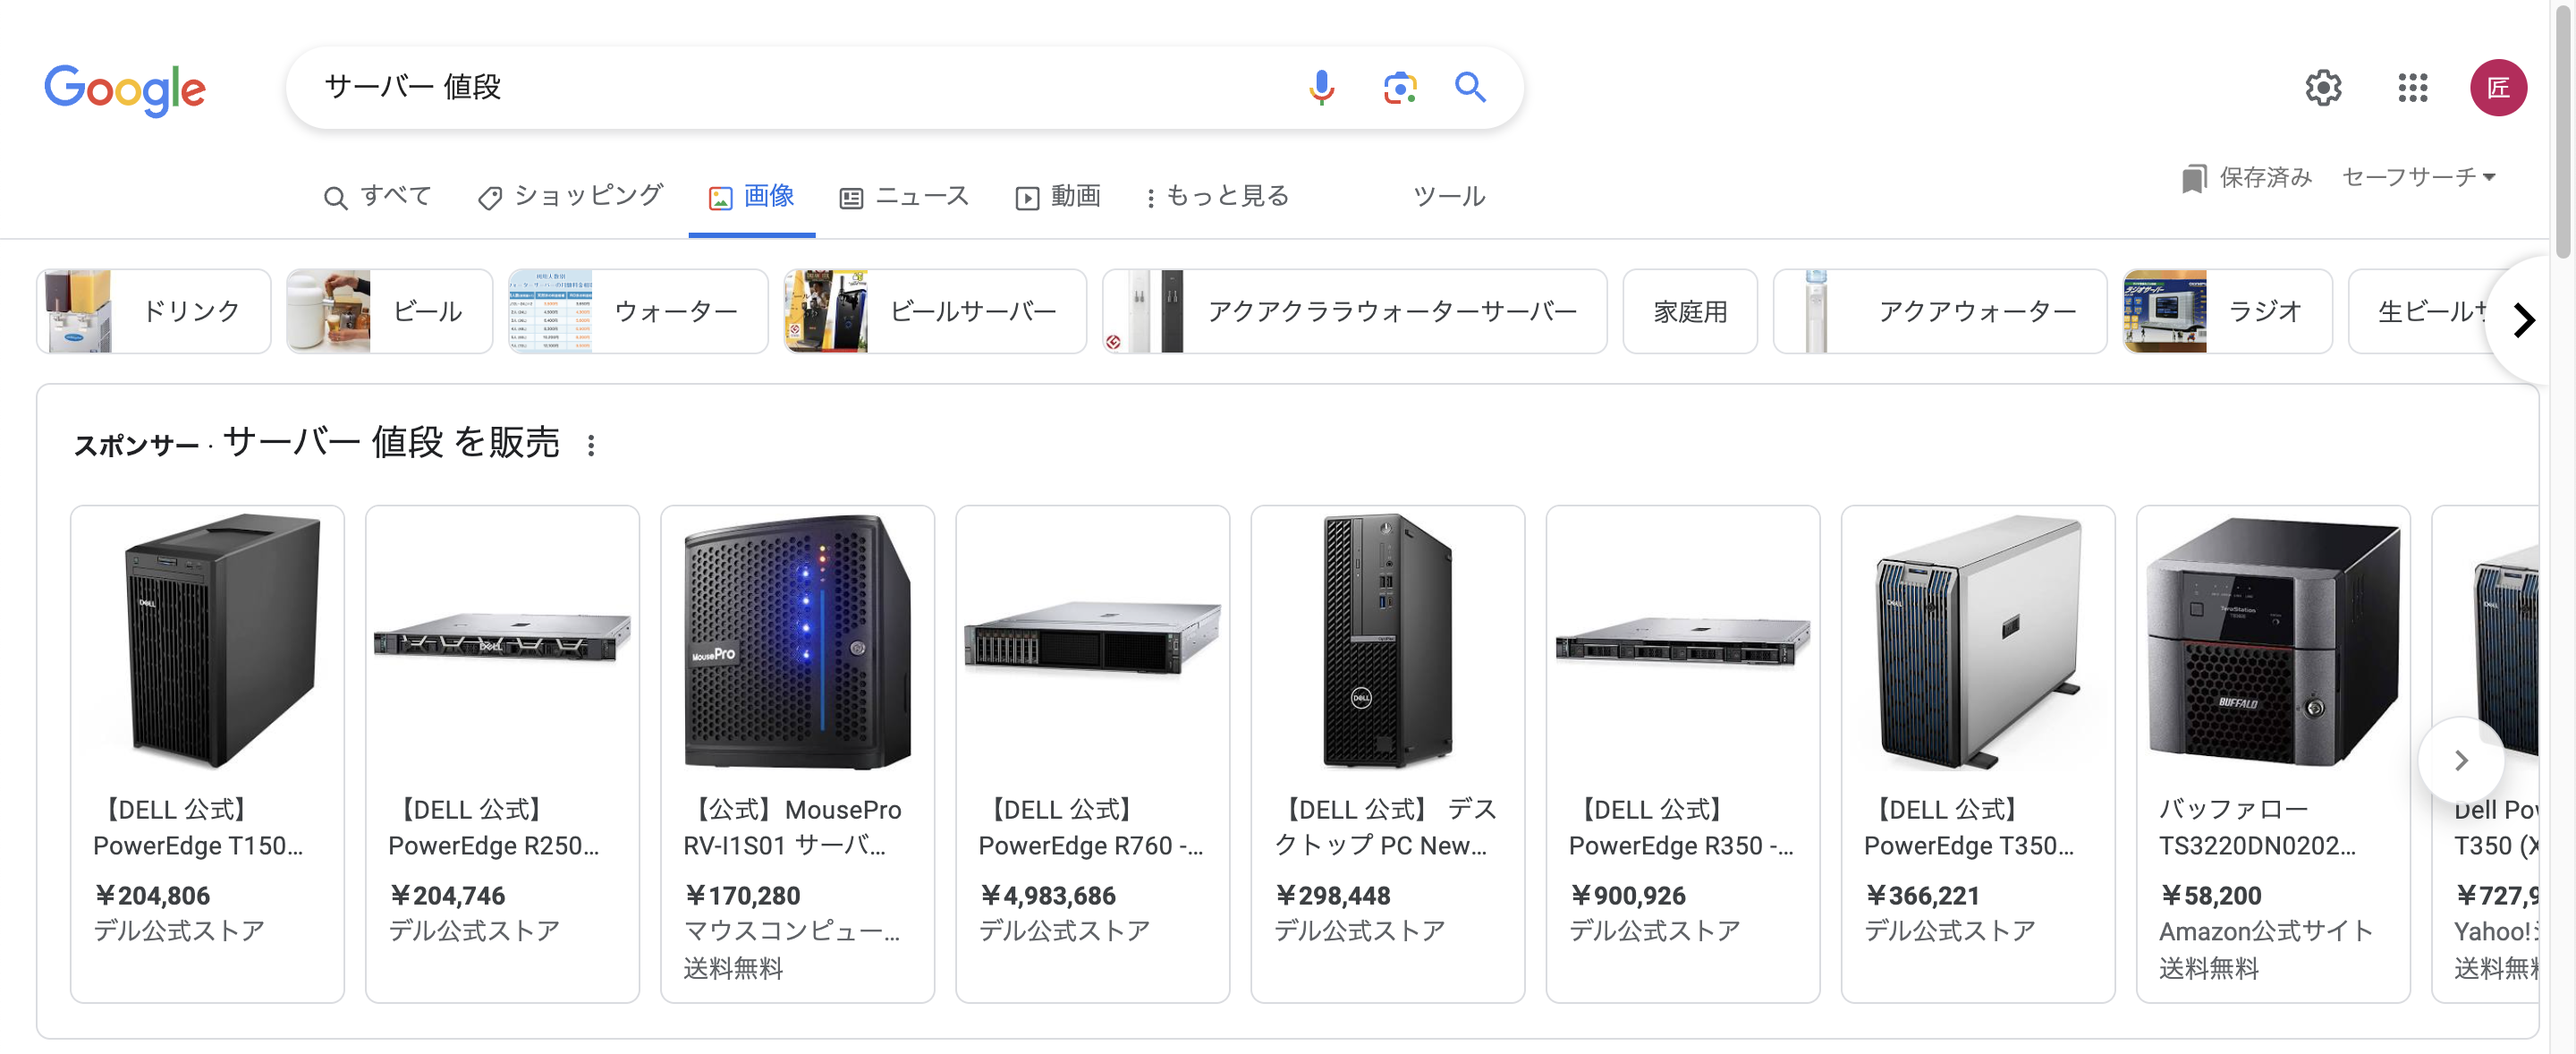 Google
サーバー 値段
匠
すべて
ショッピング
画像
ニュース
動画
もっと見る
ツール
保存済み
セーフサーチ
ドリンク
ビール
ウォーター
ビールサーバー
アクアクララウォーターサーバー
家庭用
アクアウォーター
ラジオ
生ビールサ
スポンサー · サーバー 値段 を販売
DELL
【DELL 公式】
PowerEdge T150...
￥204,806
デル公式ストア
DELL
【DELL 公式】
PowerEdge R250...
￥204,746
デル公式ストア
MousePro
【公式】MousePro
RV-I1S01 サーバ...
￥170,280
マウスコンピュー...
送料無料
【DELL 公式】
PowerEdge R760 -...
￥4,983,686
デル公式ストア
DELL
【DELL 公式】 デス
クトップ PC New...
￥298,448
デル公式ストア
【DELL 公式】
PowerEdge R350 -...
￥900,926
デル公式ストア
DELL
【DELL 公式】
PowerEdge T350...
￥366,221
デル公式ストア
TeraStation
BUFFALO
バッファロー
TS3220DN0202...
￥58,200
Amazon公式サイト
送料無料
DELL
Dell Po
T350 (X
￥727,9
Yahoo!
送料無料